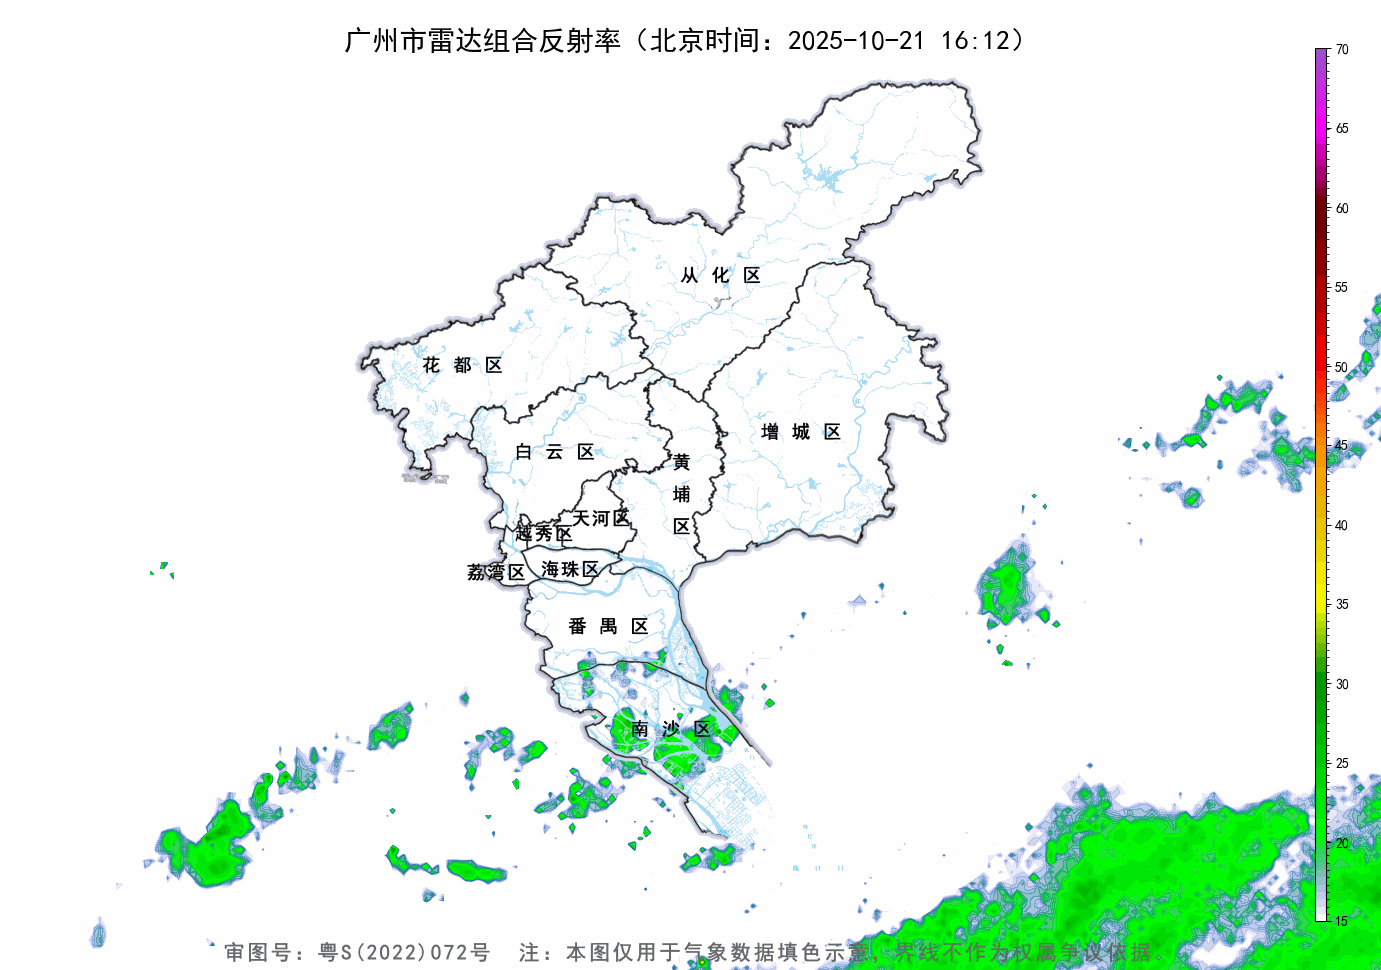 广州市雷达组合反射率（北京时间：2025-10-21 16:12）
70
65
60
55
50
45
40
35
30
25
20
15
从化区
花都区
增城区
白云区
黄埔区
天河区
越秀区
荔湾区
海珠区
番禺区
南沙区
审图号：粤S(2022)072号 注：本图仅用于气象数据填色示意，界线不作为权属争议依据。